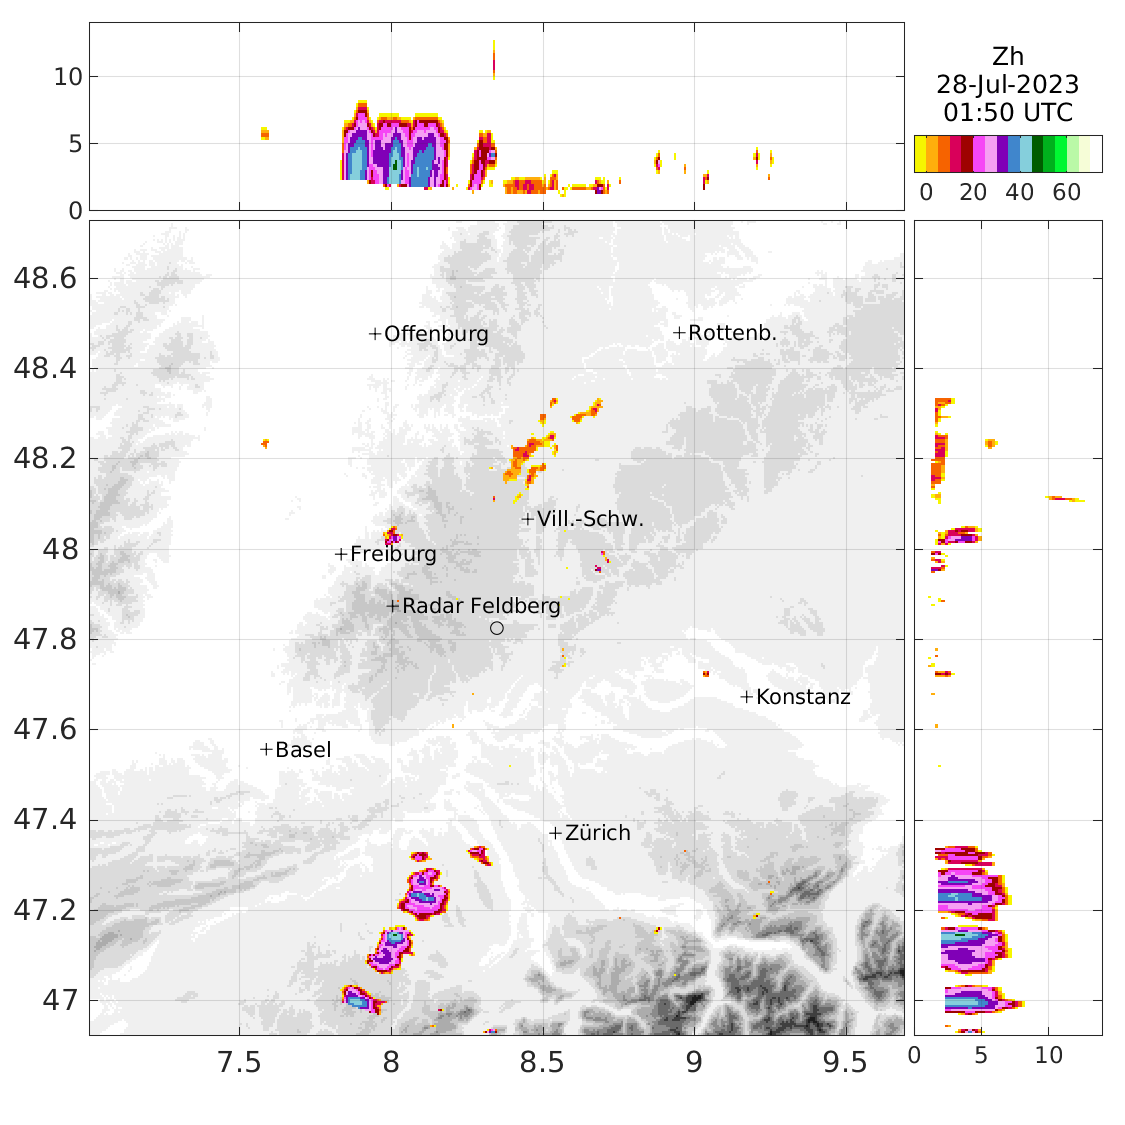 Zh
28-Jul-2023
01:50 UTC
0 20 40 60
10
5
0
48.6
48.4
48.2
48
47.8
47.6
47.4
47.2
47
Offenburg
Rottenb.
Vill.-Schw.
Freiburg
Radar Feldberg
Konstanz
Basel
Zürich
7.5 8 8.5 9 9.5
0 5 10